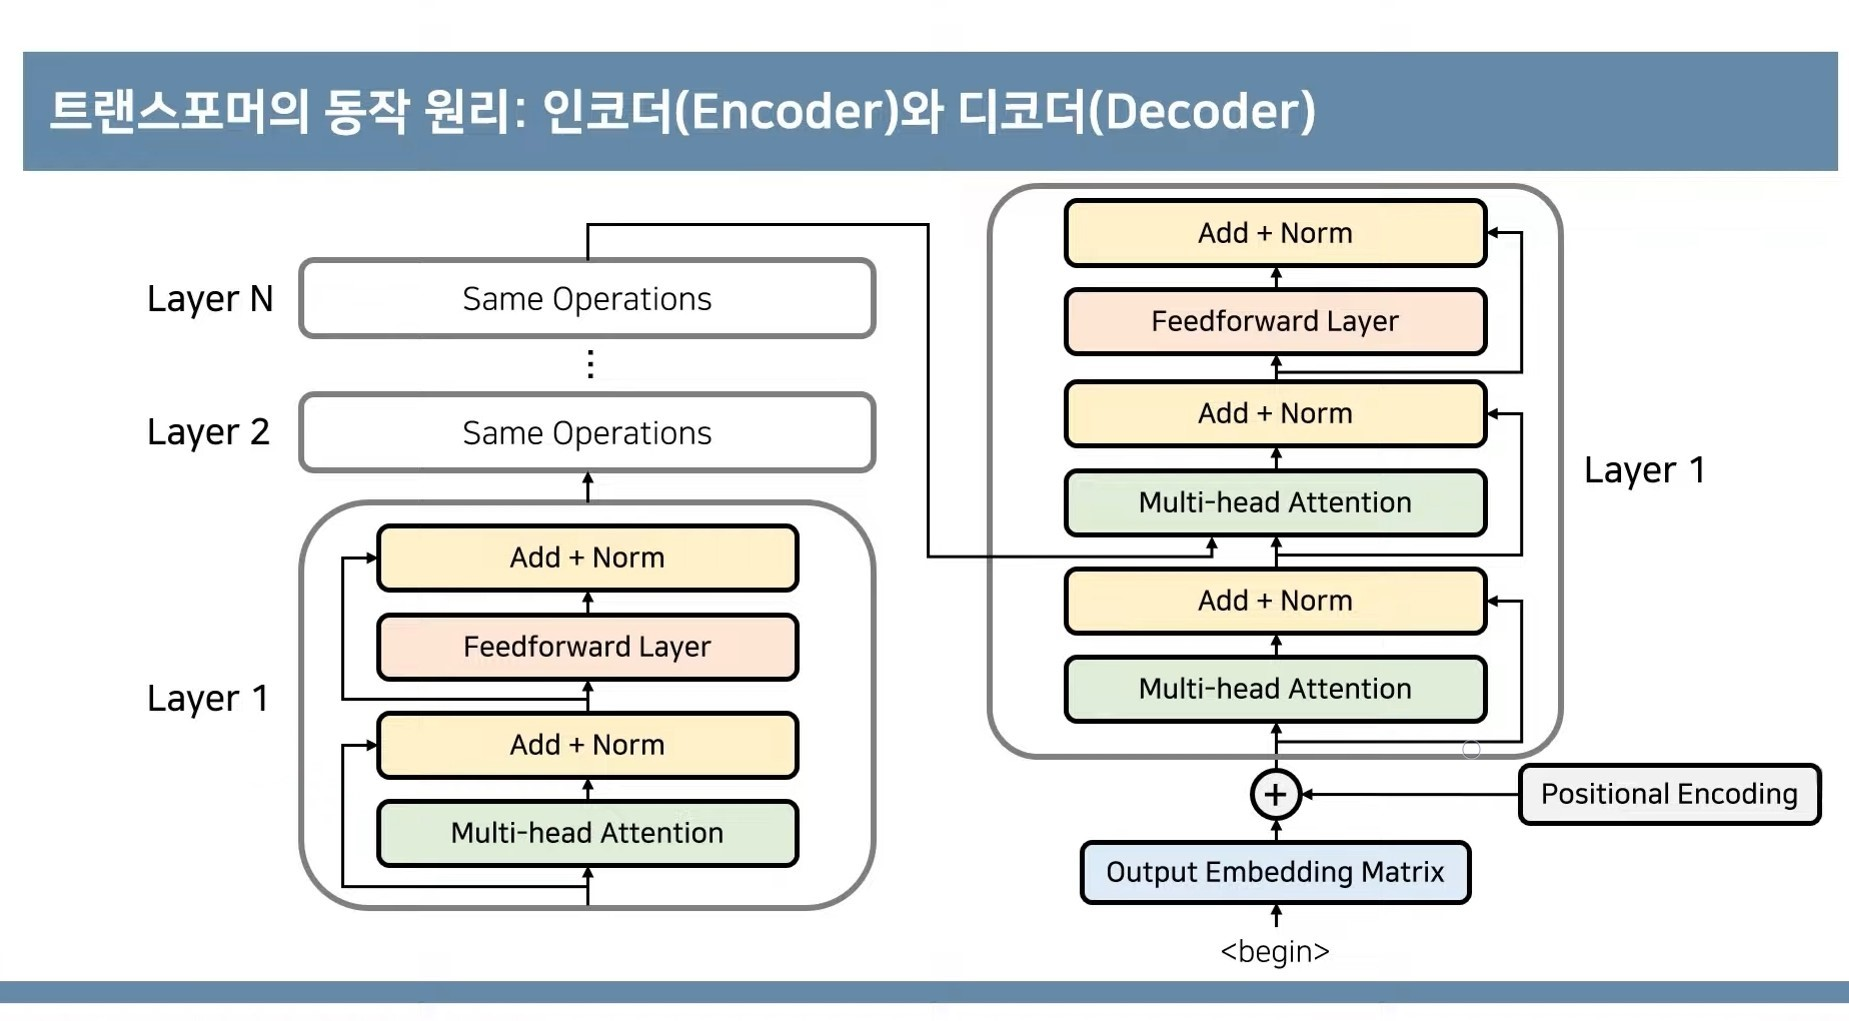 트랜스포머의 동작 원리: 인코더(Encoder)와 디코더(Decoder)
Layer N
Same Operations
⋮
Layer 2
Same Operations
Layer 1
Add + Norm
Feedforward Layer
Add + Norm
Multi-head Attention
Add + Norm
Feedforward Layer
Add + Norm
Multi-head Attention
Add + Norm
Multi-head Attention
Layer 1
+
Positional Encoding
Output Embedding Matrix
<begin>